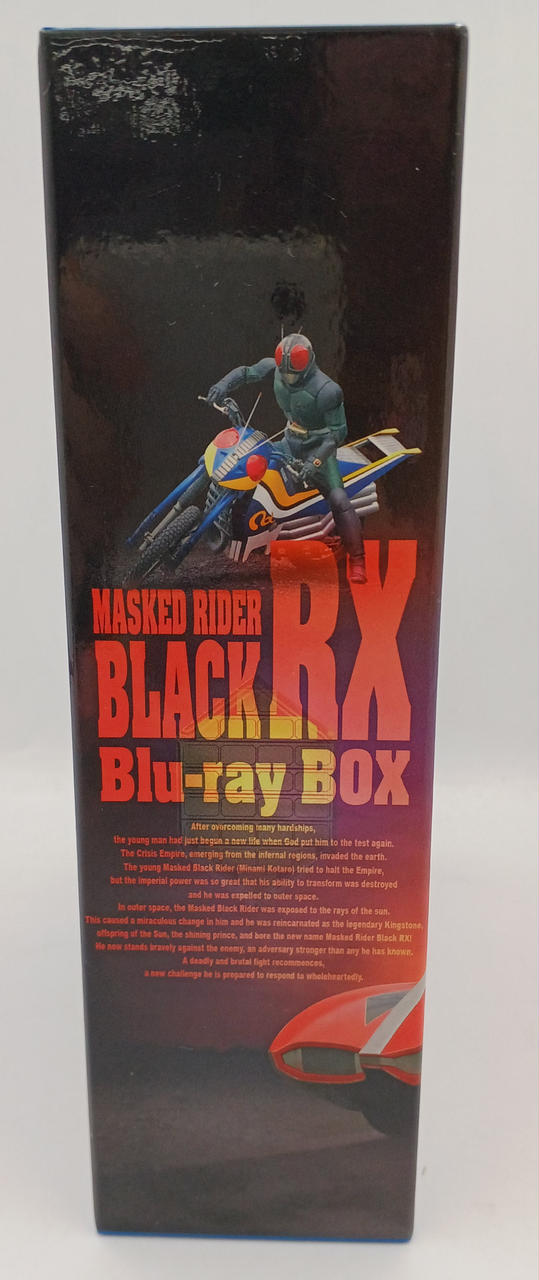 MASKED RIDER
BLACK RX
Blu-ray BOX
After overcoming many hardships,
the young man had just begun a new life when God put him to the test again.
The Crisis Empire, emerging from the infernal regions, invaded the earth.
The young Masked Black Rider (Minami Kotaro) tried to halt the Empire,
but the imperial power was so great that his ability to transform was destroyed
and he was expelled to outer space.
In outer space, the Masked Black Rider was exposed to the rays of the sun.
This caused a miraculous change in him and he was reincarnated as the legendary Kingstone,
offspring of the Sun, the shining prince, and bore the new name Masked Rider Black RX!
He now stands bravely against the enemy, an adversary stronger than any he has known.
A deadly and brutal fight recommences,
a new challenge he is prepared to respond to wholeheartedly.